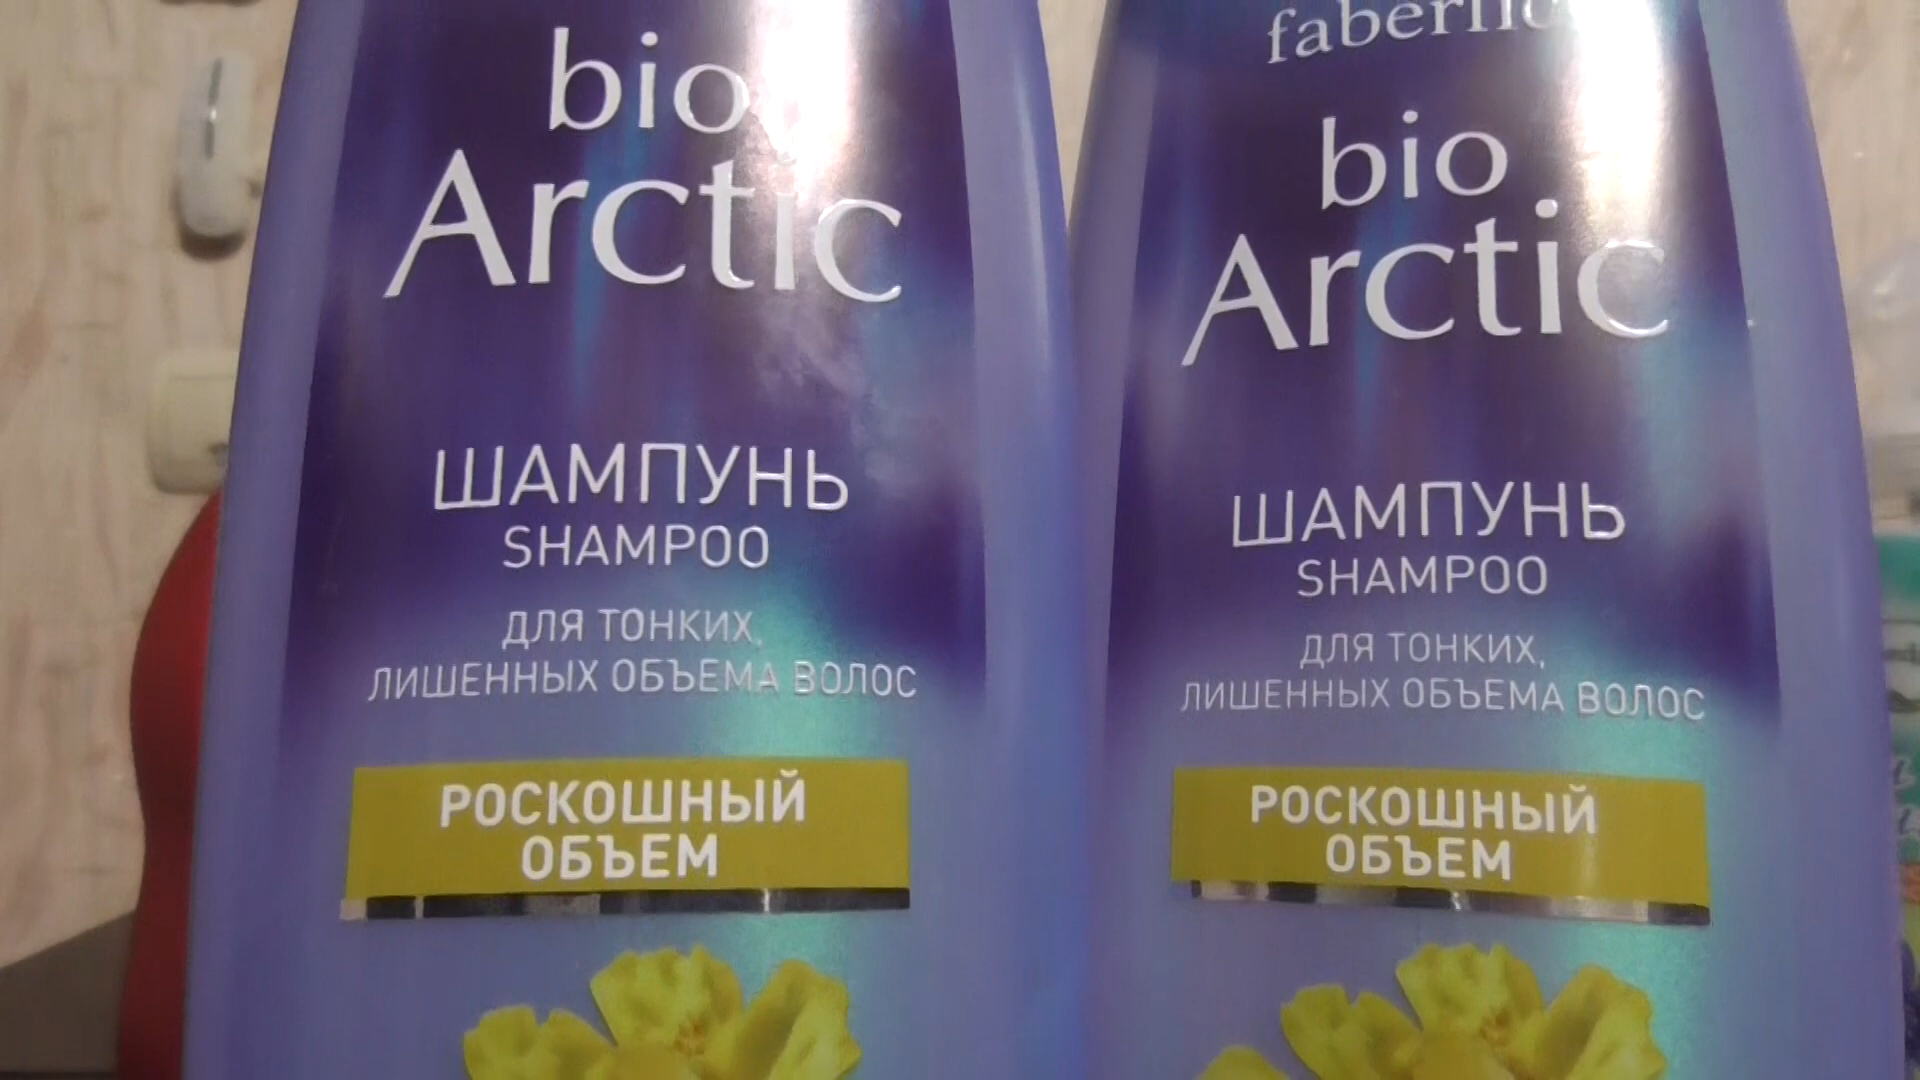 bio
Arctic
ШАМПУНЬ
SHAMPOO
ДЛЯ ТОНКИХ,
ЛИШЕННЫХ ОБЪЕМА ВОЛОС
РОСКОШНЫЙ
ОБЪЕМ
faberlic
bio
Arctic
ШАМПУНЬ
SHAMPOO
ДЛЯ ТОНКИХ,
ЛИШЕННЫХ ОБЪЕМА ВОЛОС
РОСКОШНЫЙ
ОБЪЕМ